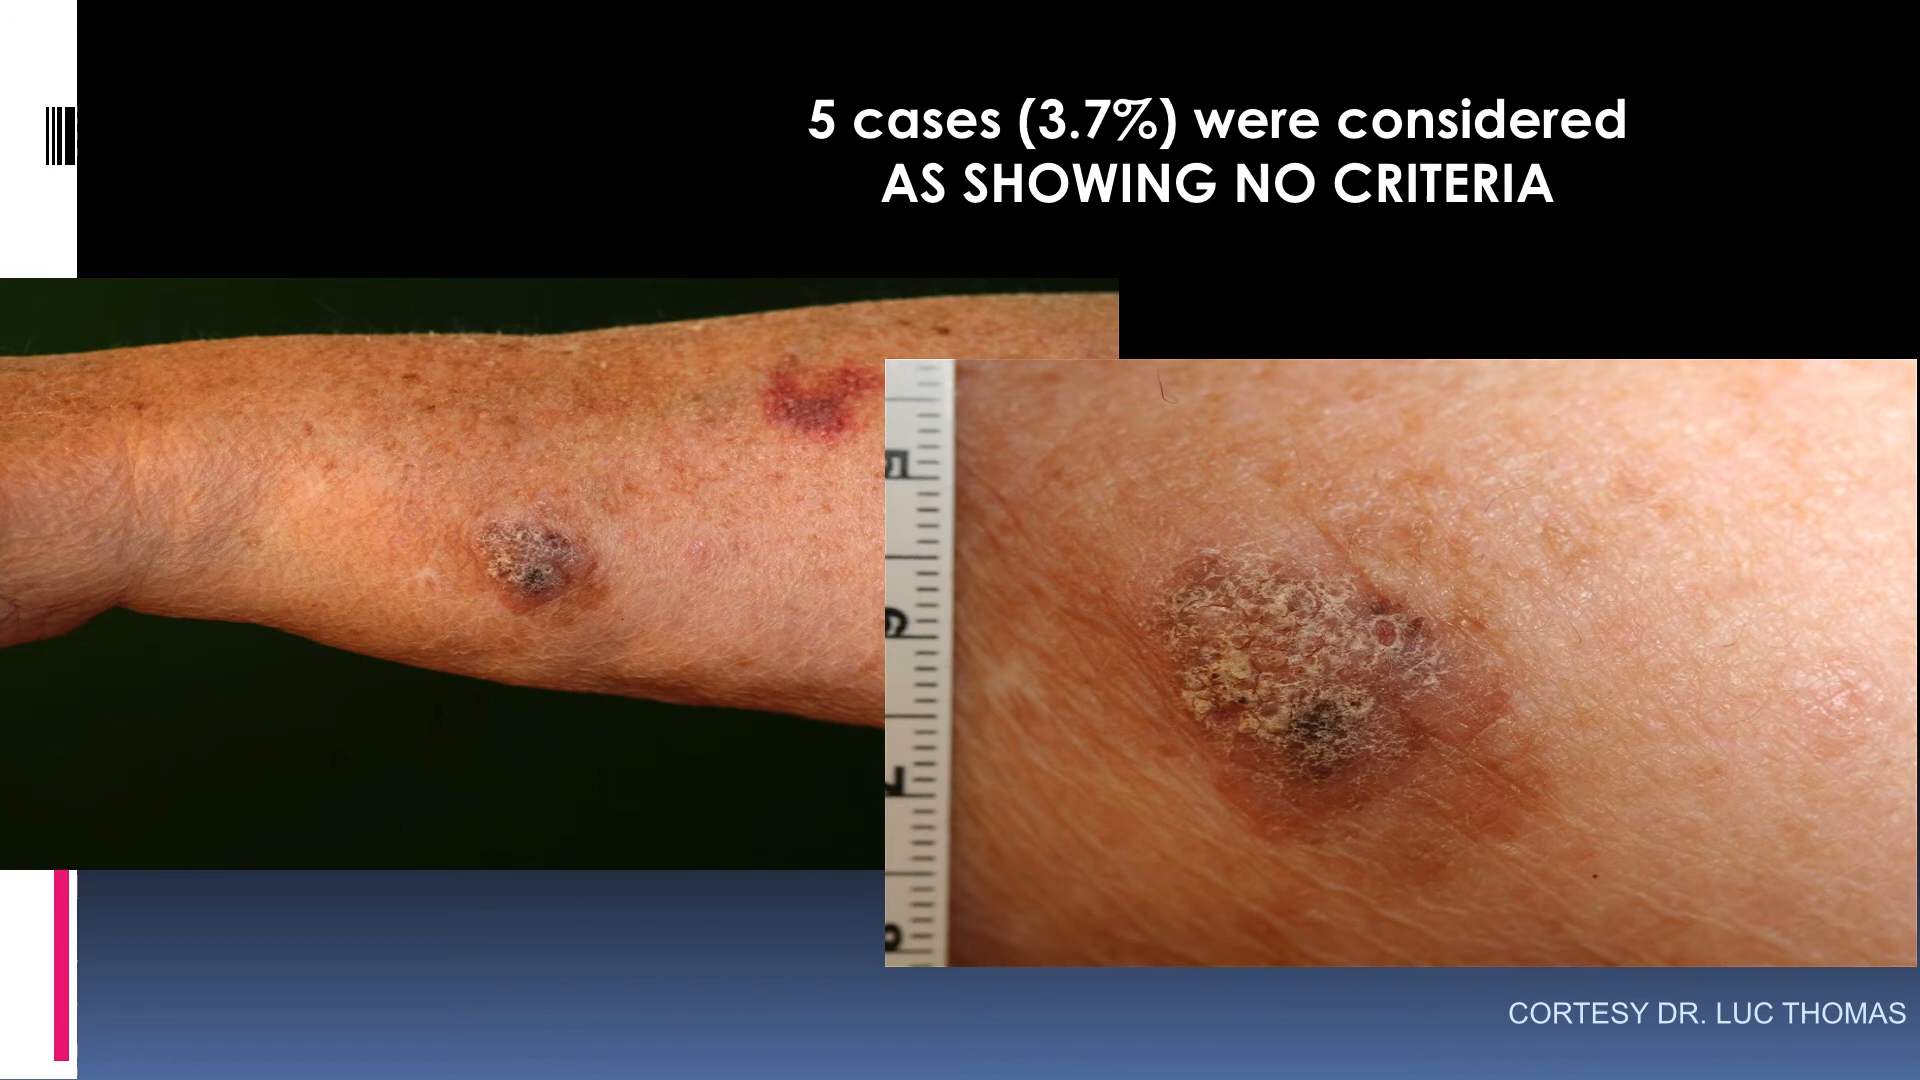 5 cases (3.7%) were considered
AS SHOWING NO CRITERIA
CORTESY DR. LUC THOMAS